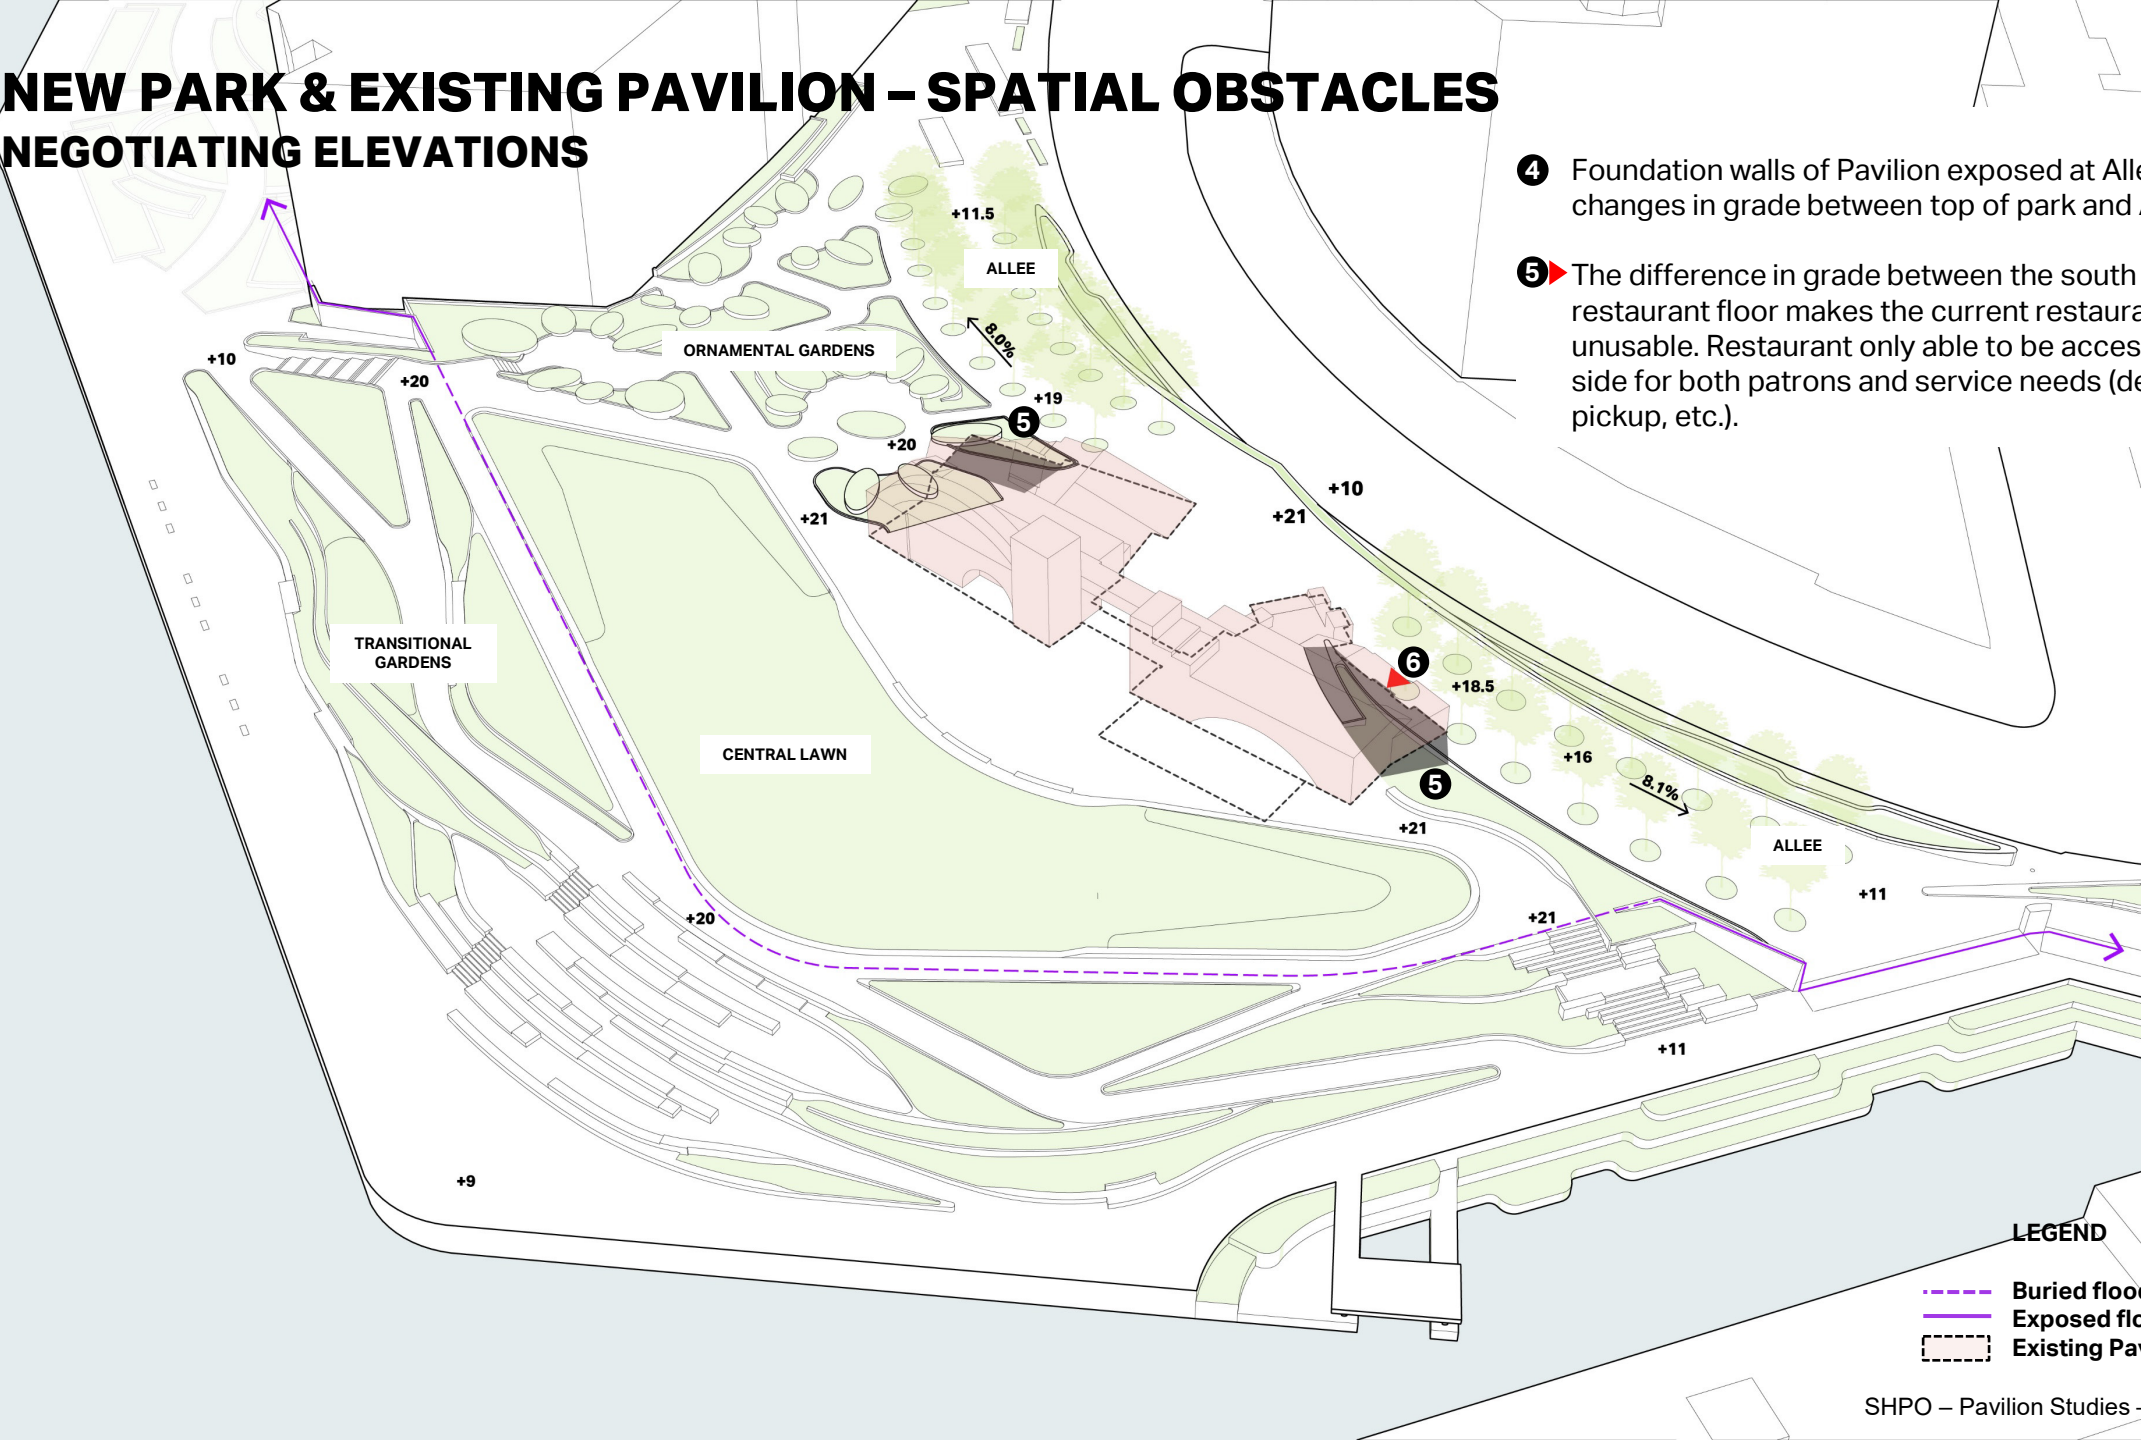 NEW PARK & EXISTING PAVILION – SPATIAL OBSTACLES
NEGOTIATING ELEVATIONS
4 Foundation walls of Pavilion exposed at Alle
changes in grade between top of park and
5 The difference in grade between the south
restaurant floor makes the current restaura
unusable. Restaurant only able to be acces
side for both patrons and service needs (de
pickup, etc.).
+11.5
ALLEE
8.0%
ORNAMENTAL GARDENS
+10
+20
+19
5
+20
+21
+10
+21
TRANSITIONAL
GARDENS
6
+18.5
CENTRAL LAWN
+16
8.1%
5
+21
ALLEE
+11
+20
+21
+11
+9
LEGEND
Buried flood
Exposed flo
Existing Pav
SHPO – Pavilion Studies –